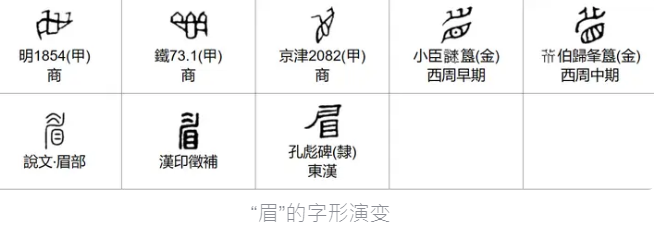 明1854(甲)
商
鐵73.1(甲)
商
京津2082(甲)
商
小臣謎簋(金)
西周早期
𦫳伯歸夆簋(金)
西周中期
說文·眉部
漢印徵補
孔彪碑(隸)
東漢
“眉”的字形演变